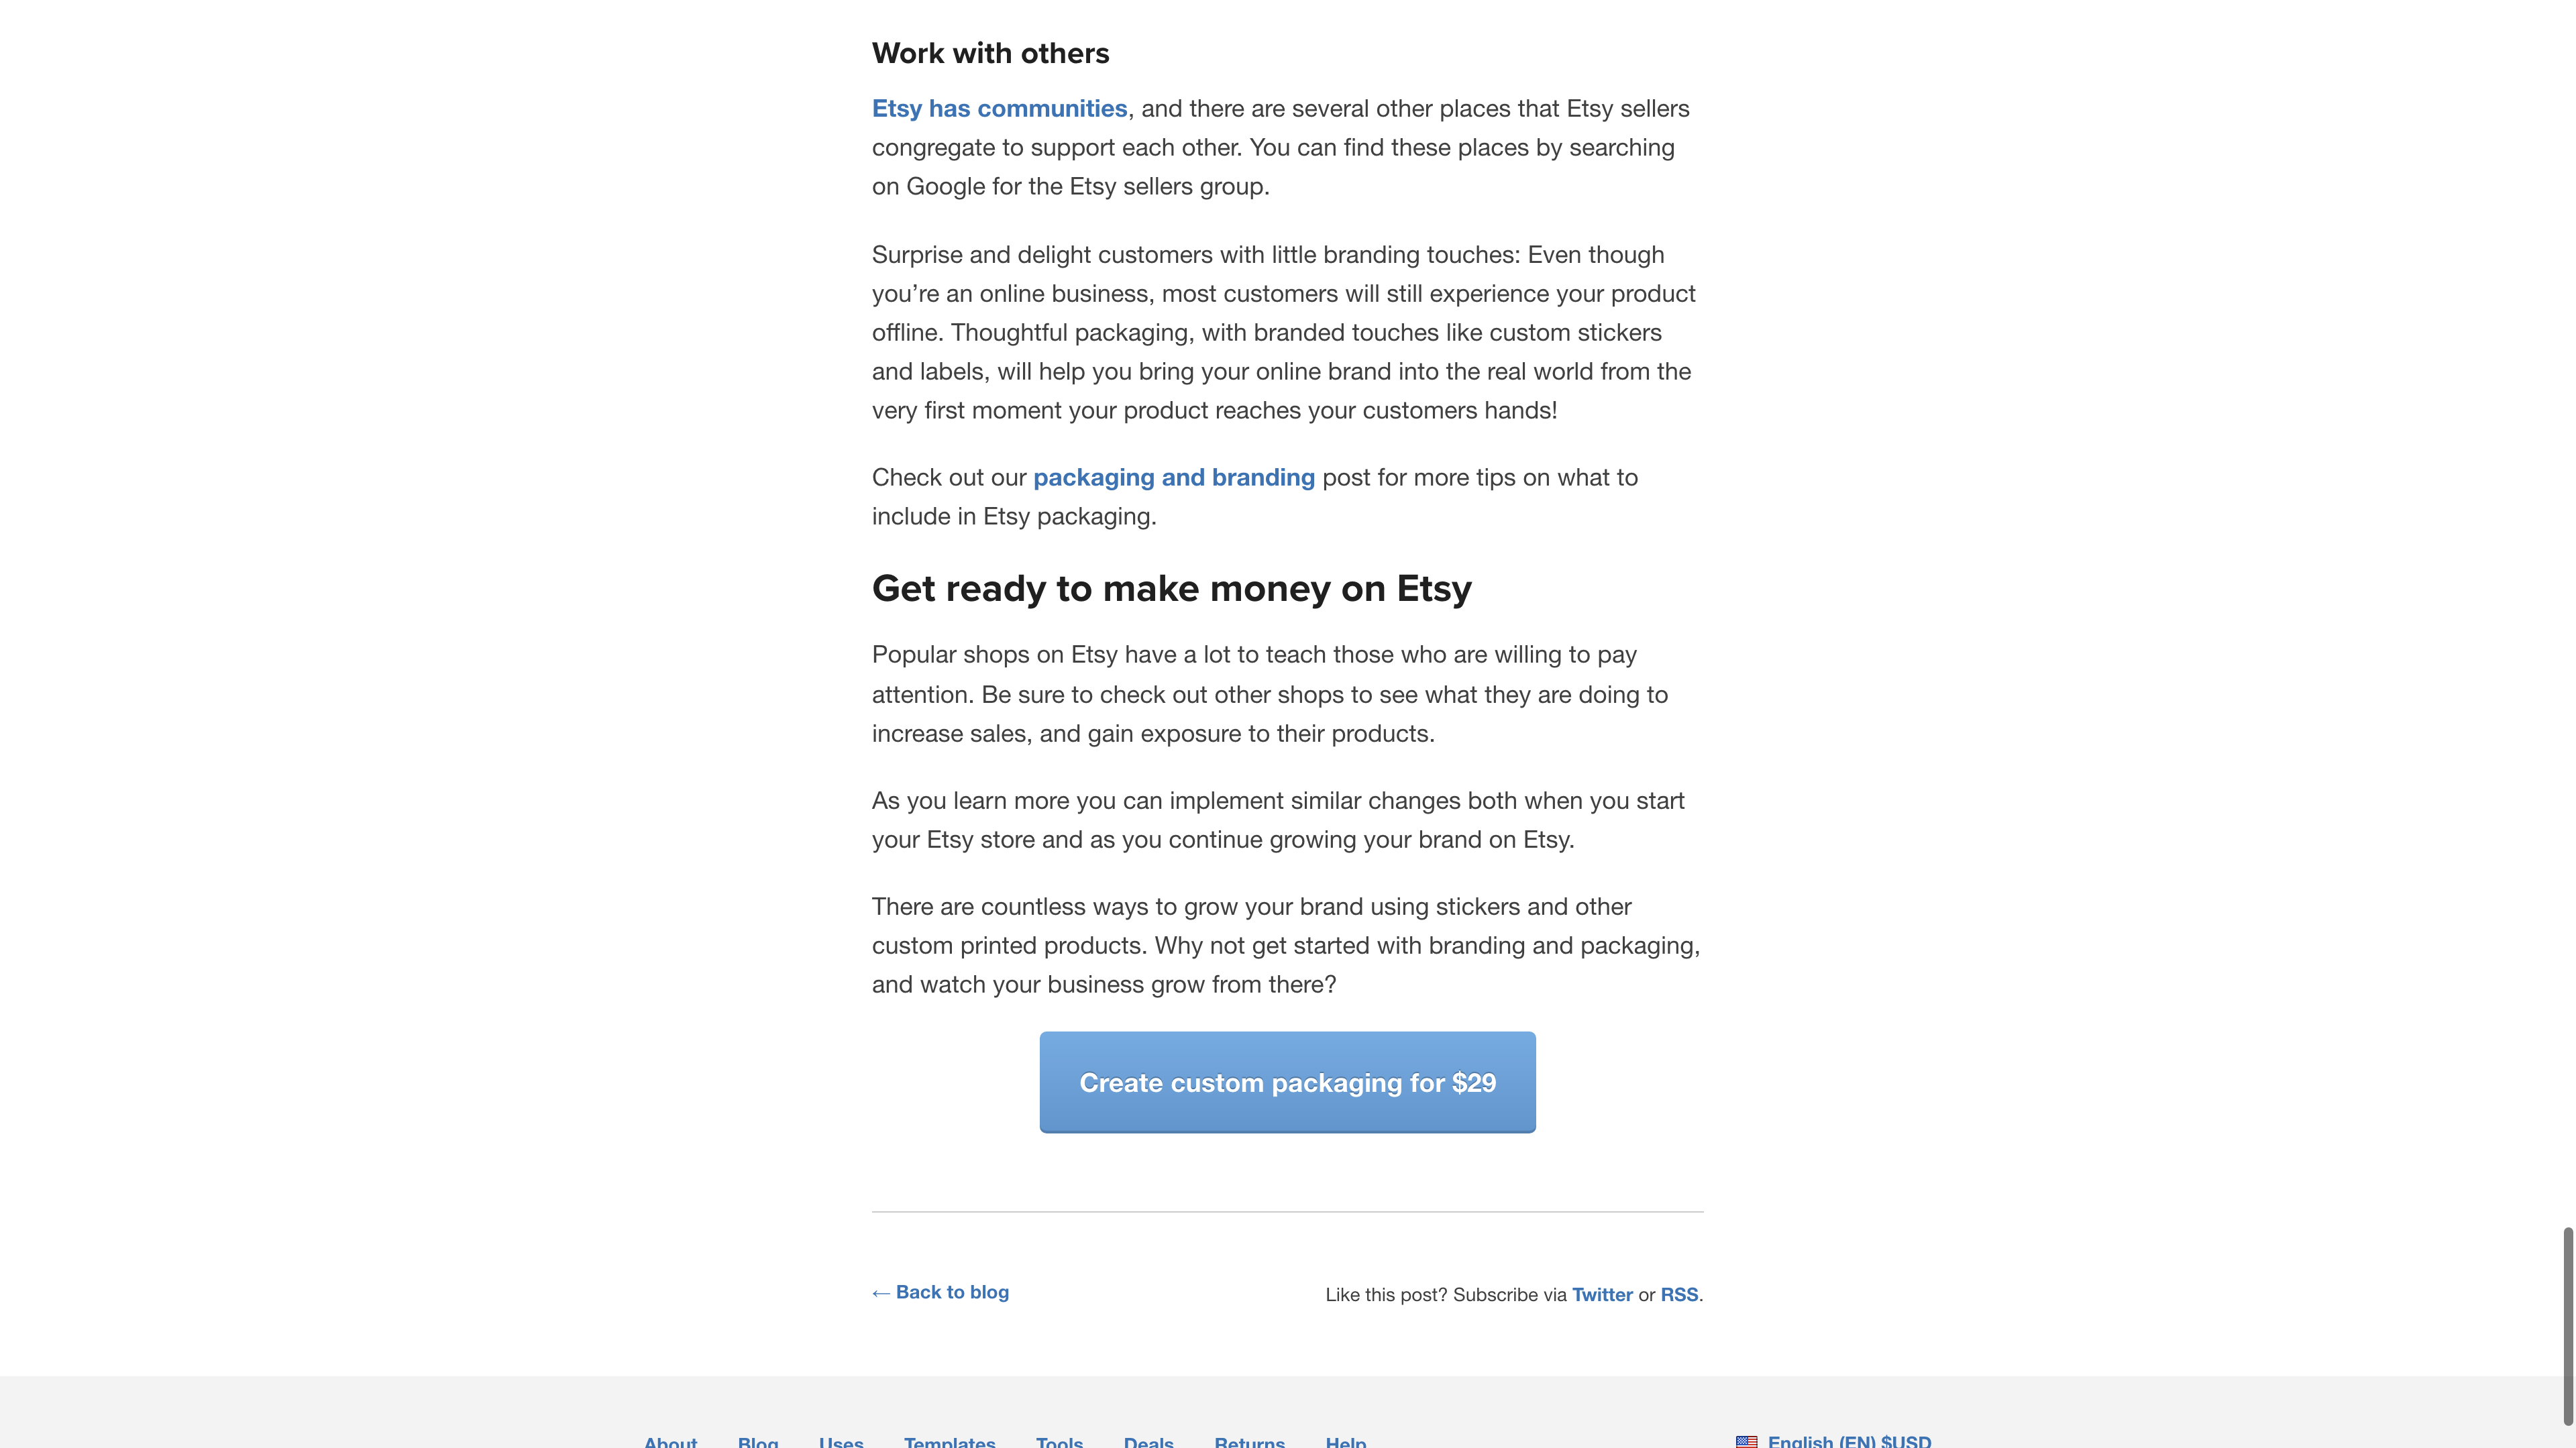 Work with others
Etsy has communities, and there are several other places that Etsy sellers
congregate to support each other. You can find these places by searching
on Google for the Etsy sellers group.
Surprise and delight customers with little branding touches: Even though
you’re an online business, most customers will still experience your product
offline. Thoughtful packaging, with branded touches like custom stickers
and labels, will help you bring your online brand into the real world from the
very first moment your product reaches your customers hands!
Check out our packaging and branding post for more tips on what to
include in Etsy packaging.
Get ready to make money on Etsy
Popular shops on Etsy have a lot to teach those who are willing to pay
attention. Be sure to check out other shops to see what they are doing to
increase sales, and gain exposure to their products.
As you learn more you can implement similar changes both when you start
your Etsy store and as you continue growing your brand on Etsy.
There are countless ways to grow your brand using stickers and other
custom printed products. Why not get started with branding and packaging,
and watch your business grow from there?
Create custom packaging for $29
← Back to blog
Like this post? Subscribe via Twitter or RSS.
About Blog Uses Templates Tools Deals Returns Help English (EN) $USD